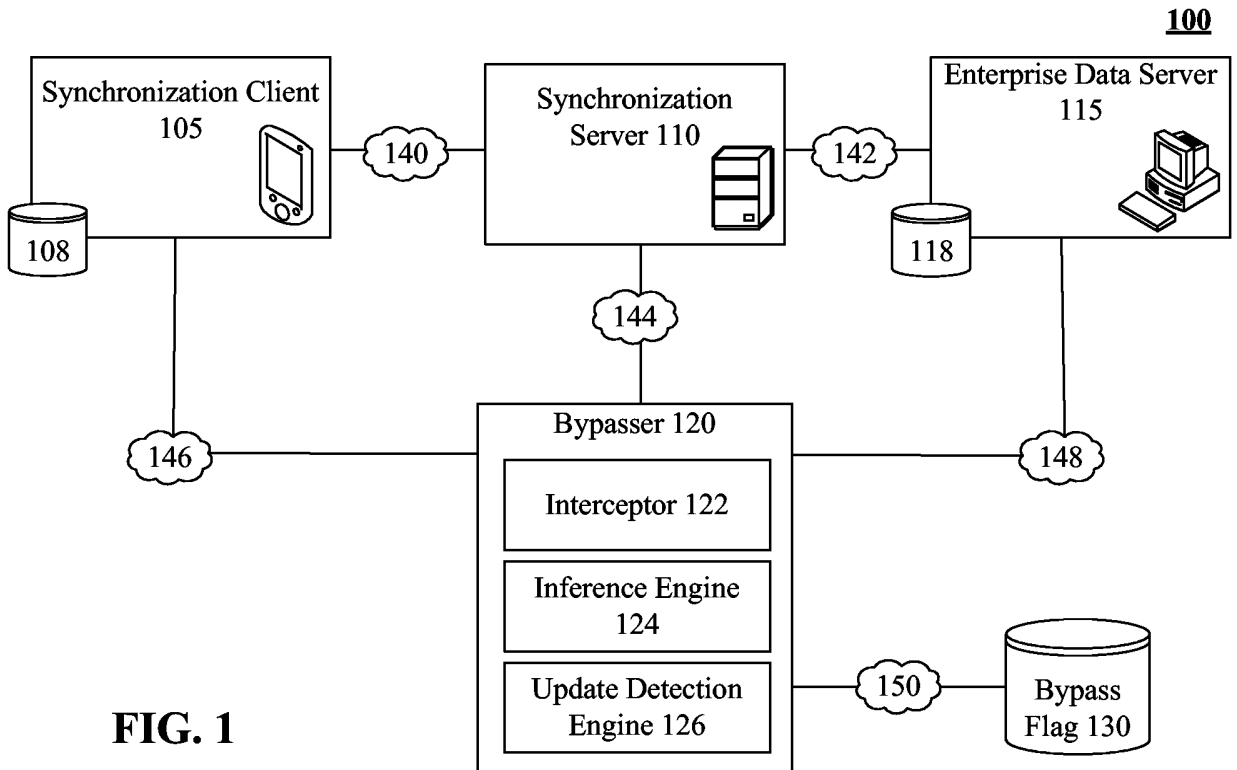 100
Synchronization Client
105
140
Synchronization
Server 110
142
Enterprise Data Server
115
108
118
144
146
Bypasser 120
148
Interceptor 122
Inference Engine
124
Update Detection
Engine 126
150
Bypass
Flag 130
FIG. 1